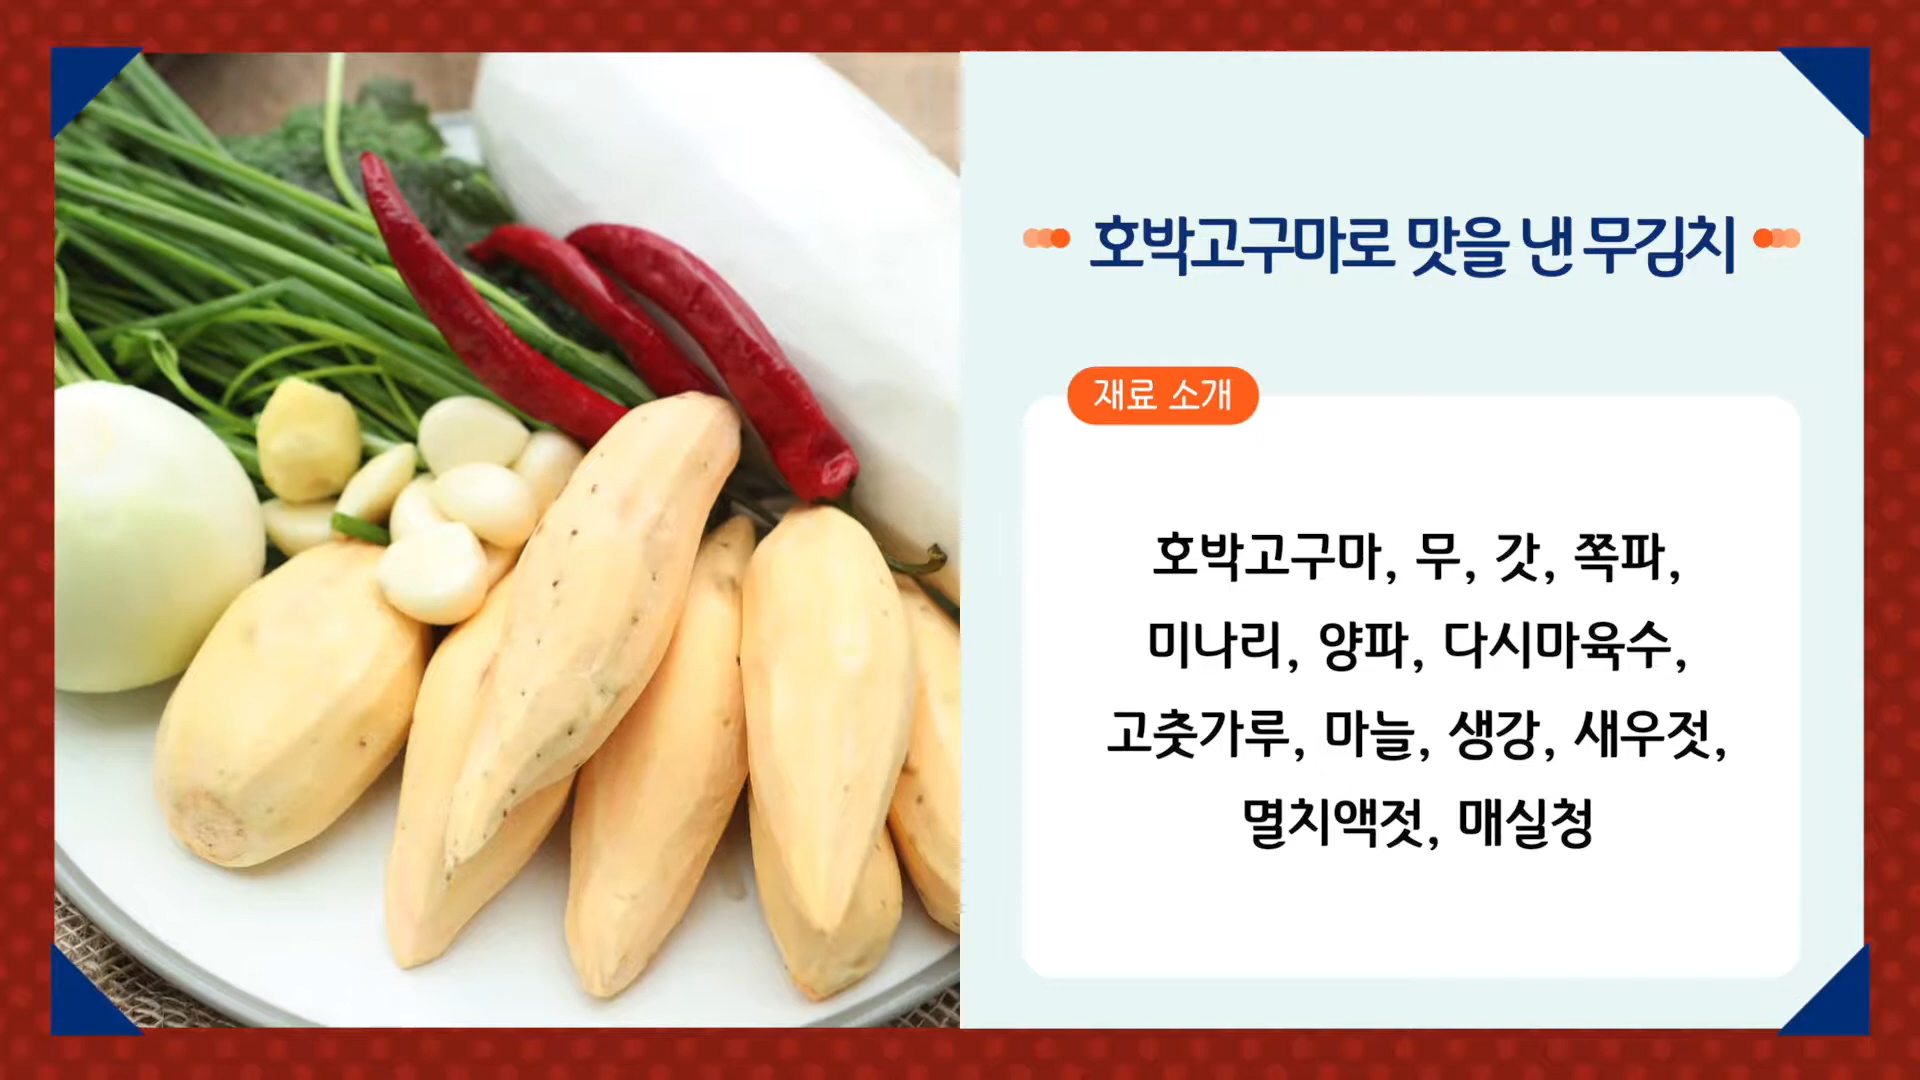 호박고구마로 맛을 낸 무김치
재료 소개
호박고구마, 무, 갓, 쪽파,
미나리, 양파, 다시마육수,
고춧가루, 마늘, 생강, 새우젓,
멸치액젓, 매실청